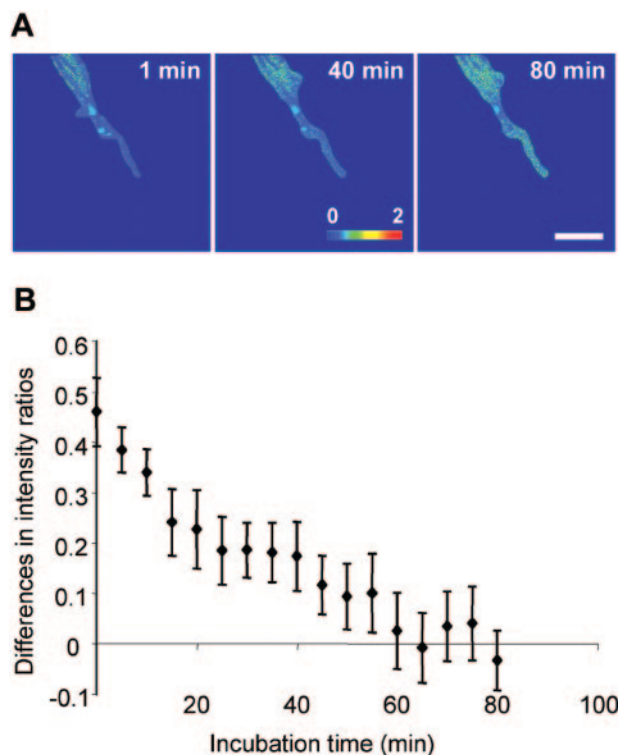 A
1 min
40 min
80 min
0 2
B
0.6
0.5
0.4
0.3
0.2
0.1
0
-0.1
Differences in intensity ratios
20 40 60 80 100
Incubation time (min)